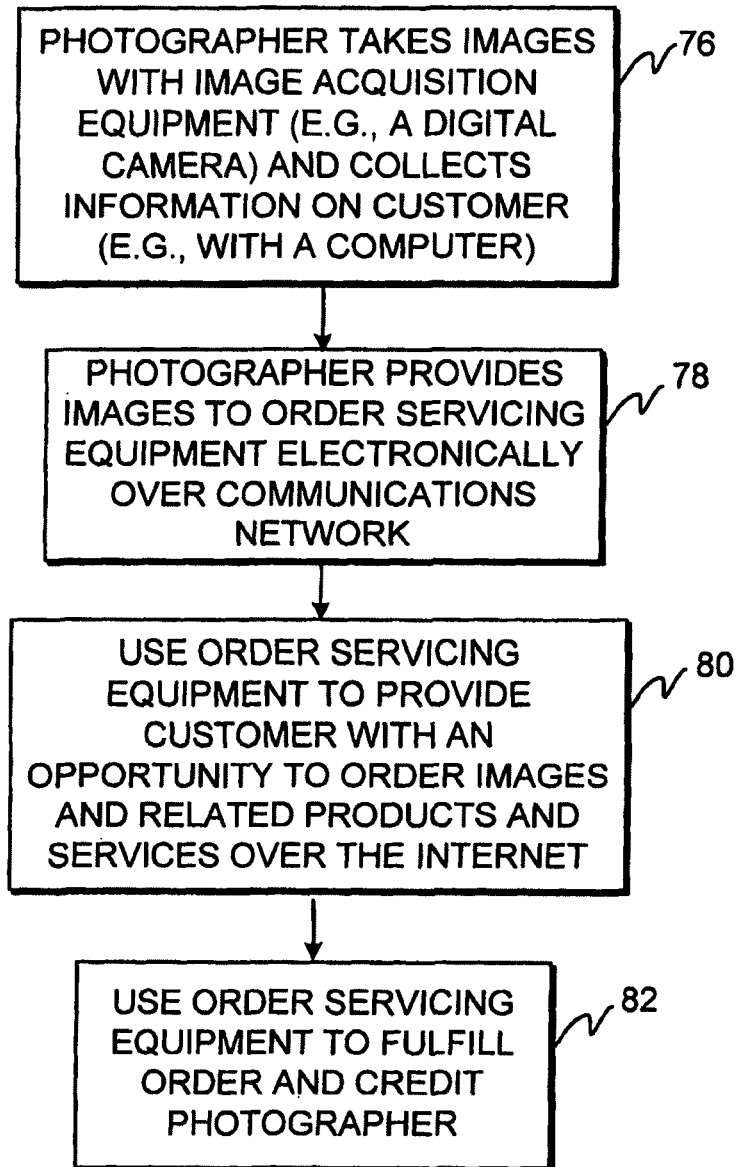 PHOTOGRAPHER TAKES IMAGES
WITH IMAGE ACQUISITION
EQUIPMENT (E.G., A DIGITAL
CAMERA) AND COLLECTS
INFORMATION ON CUSTOMER
(E.G., WITH A COMPUTER)
76
PHOTOGRAPHER PROVIDES
IMAGES TO ORDER SERVICING
EQUIPMENT ELECTRONICALLY
OVER COMMUNICATIONS
NETWORK
78
USE ORDER SERVICING
EQUIPMENT TO PROVIDE
CUSTOMER WITH AN
OPPORTUNITY TO ORDER IMAGES
AND RELATED PRODUCTS AND
SERVICES OVER THE INTERNET
80
USE ORDER SERVICING
EQUIPMENT TO FULFILL
ORDER AND CREDIT
PHOTOGRAPHER
82